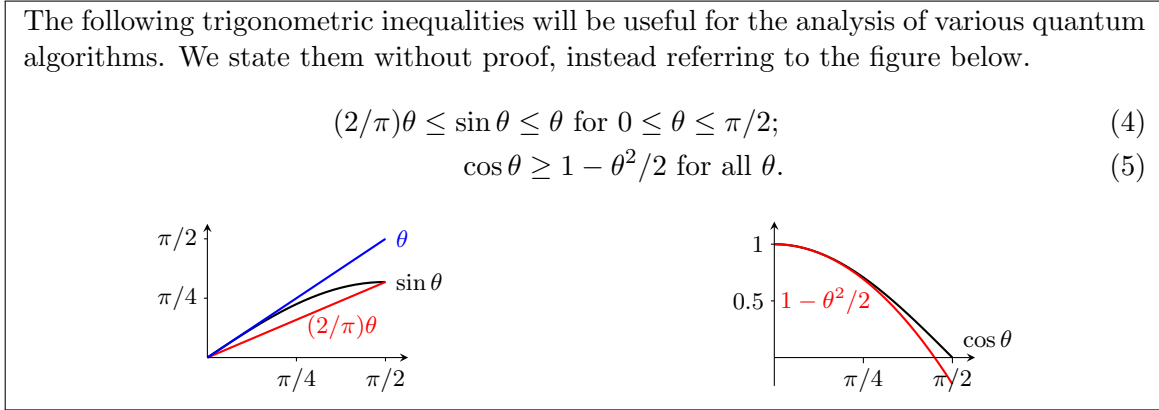 The following trigonometric inequalities will be useful for the analysis of various quantum
algorithms. We state them without proof, instead referring to the figure below.
(2/π)θ ≤ sin θ ≤ θ for 0 ≤ θ ≤ π/2; (4)
cos θ ≥ 1 − θ²/2 for all θ. (5)
π/2
θ
π/4
sin θ
(2/π)θ
π/4 π/2
1
0.5
1 − θ²/2
cos θ
π/4 π/2